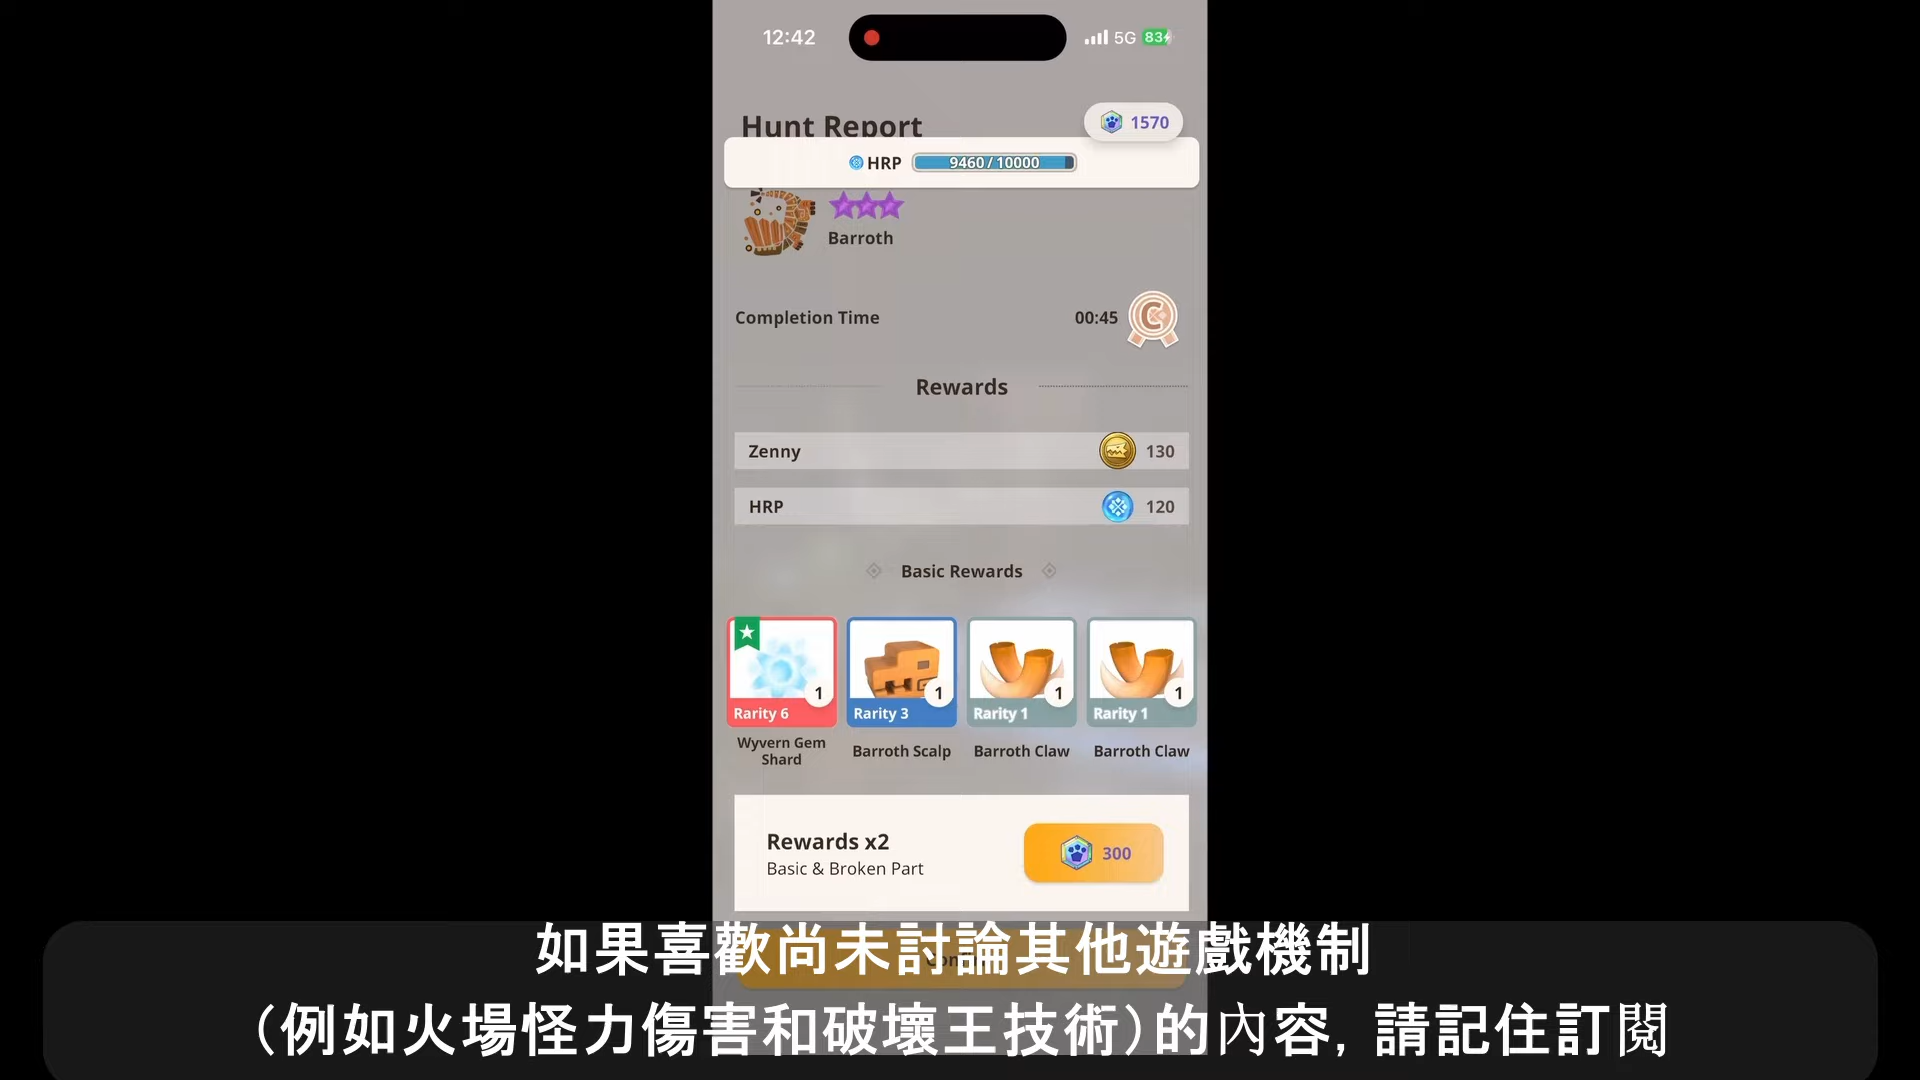 12:42
5G
83
Hunt Report
1570
HRP
9460/10000
Barroth
Completion Time
00:45
C
Rewards
Zenny
130
HRP
120
Basic Rewards
1
1
1
1
Rarity 6
Rarity 3
Rarity 1
Rarity 1
Wyvern Gem
Shard
Barroth Scalp
Barroth Claw
Barroth Claw
Rewards x2
Basic & Broken Part
300
如果喜歡尚未討論其他遊戲機制
(例如火場怪力傷害和破壞王技術)的內容, 請記住訂閱